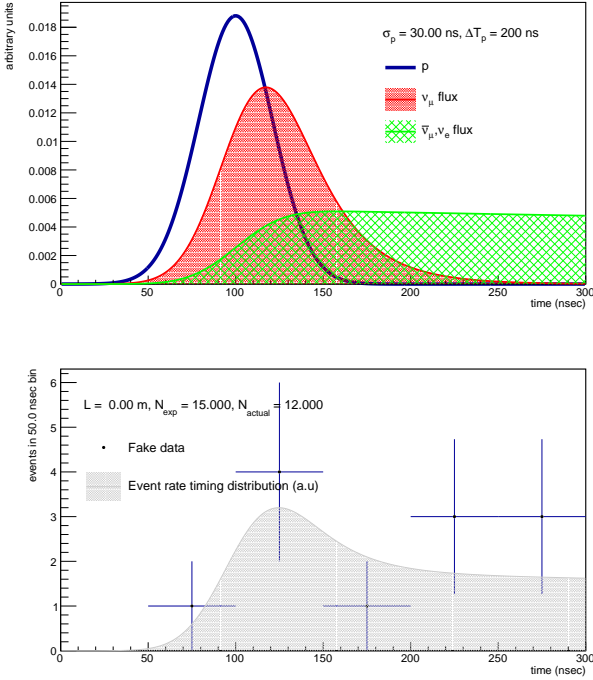 arbitrary units
0.018
0.016
0.014
0.012
0.01
0.008
0.006
0.004
0.002
0
σp = 30.00 ns, ΔTp = 200 ns
p
νμ flux
ν̅μ,νe flux
0 50 100 150 200 250 300
time (nsec)
events in 50.0 nsec bin
6
5
4
3
2
1
0
L = 0.00 m, Nexp = 15.000, Nactual = 12.000
Fake data
Event rate timing distribution (a.u)
0 50 100 150 200 250 300
time (nsec)